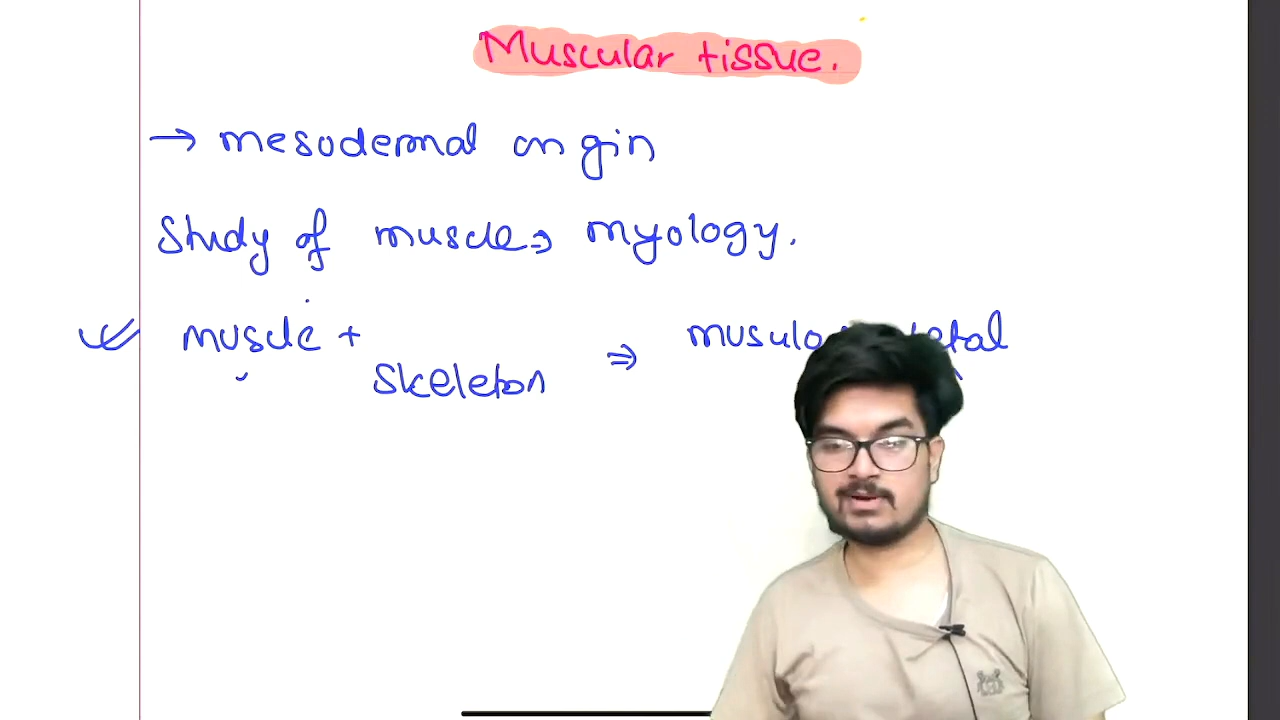 Muscular tissue.
→ mesodermal origin
Study of muscle ⇒ myology.
muscle +
skeleton ⇒